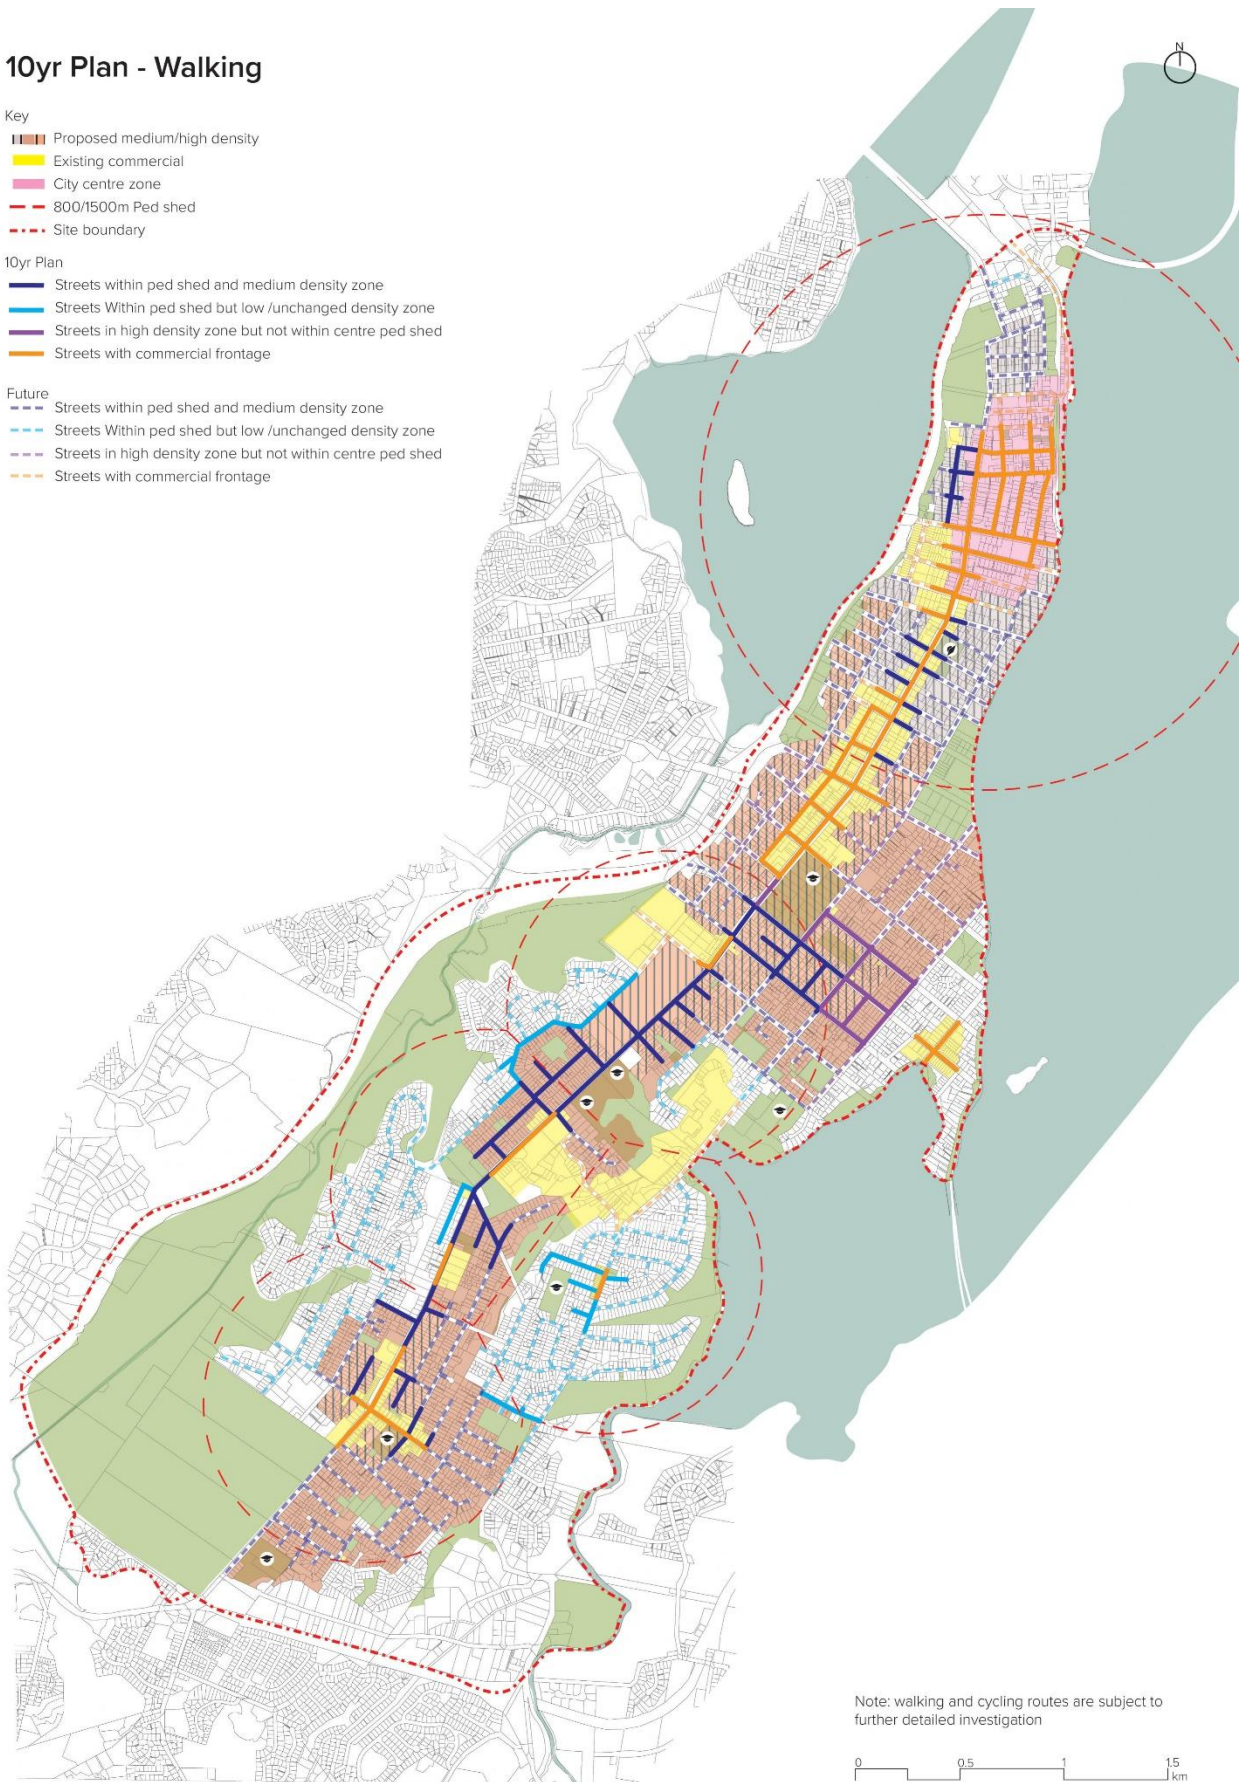 10yr Plan - Walking
N
Key
Proposed medium/high density
Existing commercial
City centre zone
800/1500m Ped shed
Site boundary
10yr Plan
Streets within ped shed and medium density zone
Streets Within ped shed but low /unchanged density zone
Streets in high density zone but not within centre ped shed
Streets with commercial frontage
Future
Streets within ped shed and medium density zone
Streets Within ped shed but low /unchanged density zone
Streets in high density zone but not within centre ped shed
Streets with commercial frontage
Note: walking and cycling routes are subject to
further detailed investigation
0 0.5 1 1.5
km